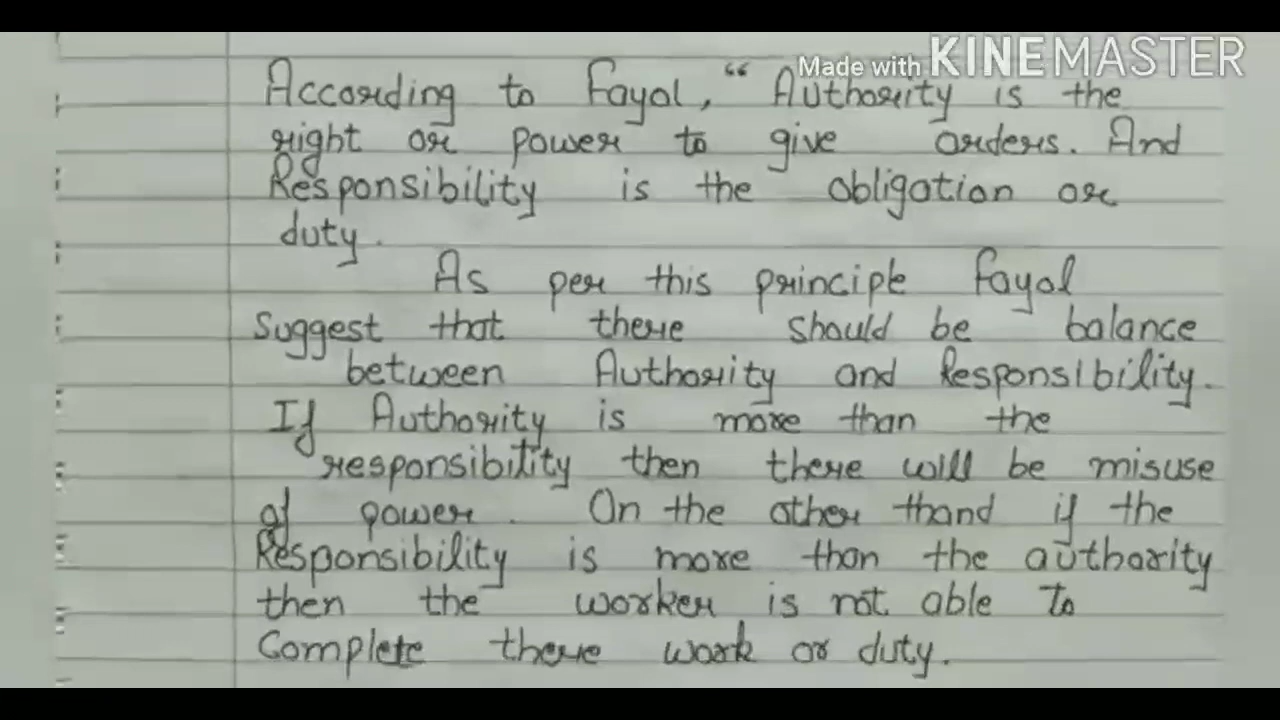 Made with KINEMASTER
According to Fayol, “Authority is the
right or power to give orders. And
Responsibility is the obligation or
duty.
As per this principle Fayol
Suggest that there should be balance
between Authority and Responsibility.
If Authority is more than the
responsibility then there will be misuse
of power. On the other thand if the
Responsibility is more than the authority
then the worker is not able to
Complete there work or duty.